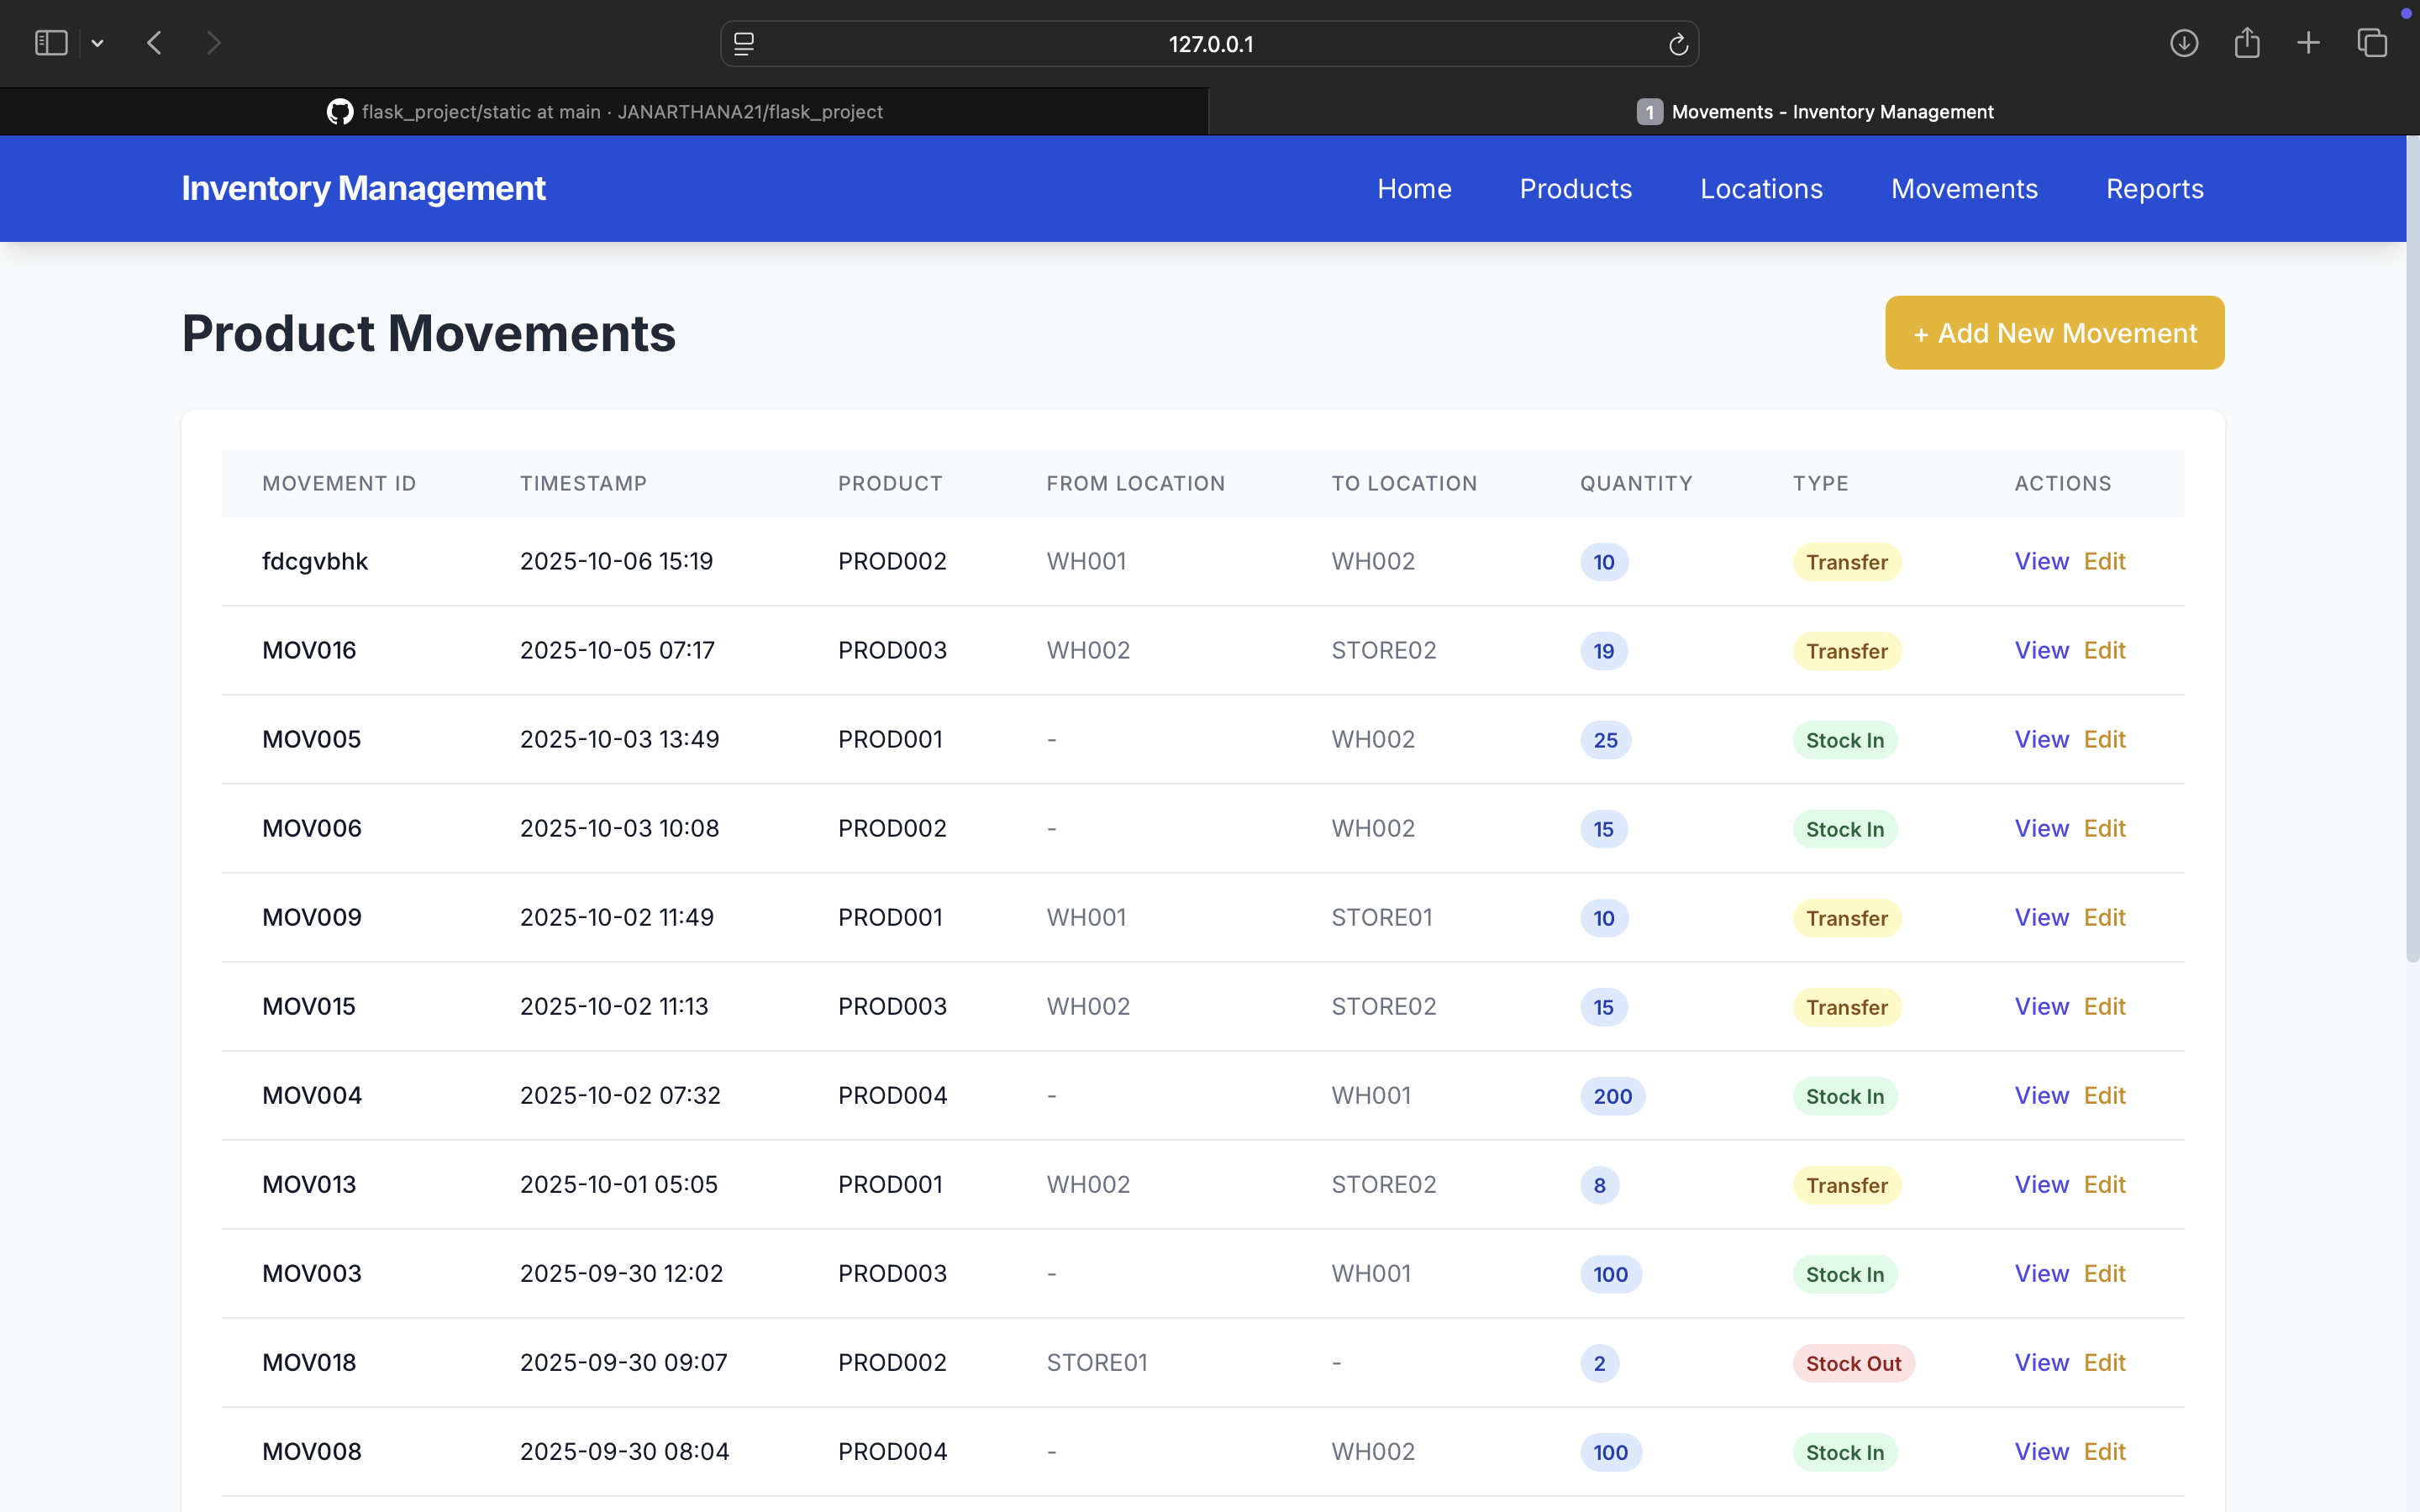 127.0.0.1
flask_project/static at main · JANARTHANA21/flask_project
1 Movements - Inventory Management
Inventory Management Home Products Locations Movements Reports
Product Movements + Add New Movement
MOVEMENT ID TIMESTAMP PRODUCT FROM LOCATION TO LOCATION QUANTITY TYPE ACTIONS
fdcgvbhk 2025-10-06 15:19 PROD002 WH001 WH002 10 Transfer View Edit
MOV016 2025-10-05 07:17 PROD003 WH002 STORE02 19 Transfer View Edit
MOV005 2025-10-03 13:49 PROD001 - WH002 25 Stock In View Edit
MOV006 2025-10-03 10:08 PROD002 - WH002 15 Stock In View Edit
MOV009 2025-10-02 11:49 PROD001 WH001 STORE01 10 Transfer View Edit
MOV015 2025-10-02 11:13 PROD003 WH002 STORE02 15 Transfer View Edit
MOV004 2025-10-02 07:32 PROD004 - WH001 200 Stock In View Edit
MOV013 2025-10-01 05:05 PROD001 WH002 STORE02 8 Transfer View Edit
MOV003 2025-09-30 12:02 PROD003 - WH001 100 Stock In View Edit
MOV018 2025-09-30 09:07 PROD002 STORE01 - 2 Stock Out View Edit
MOV008 2025-09-30 08:04 PROD004 - WH002 100 Stock In View Edit